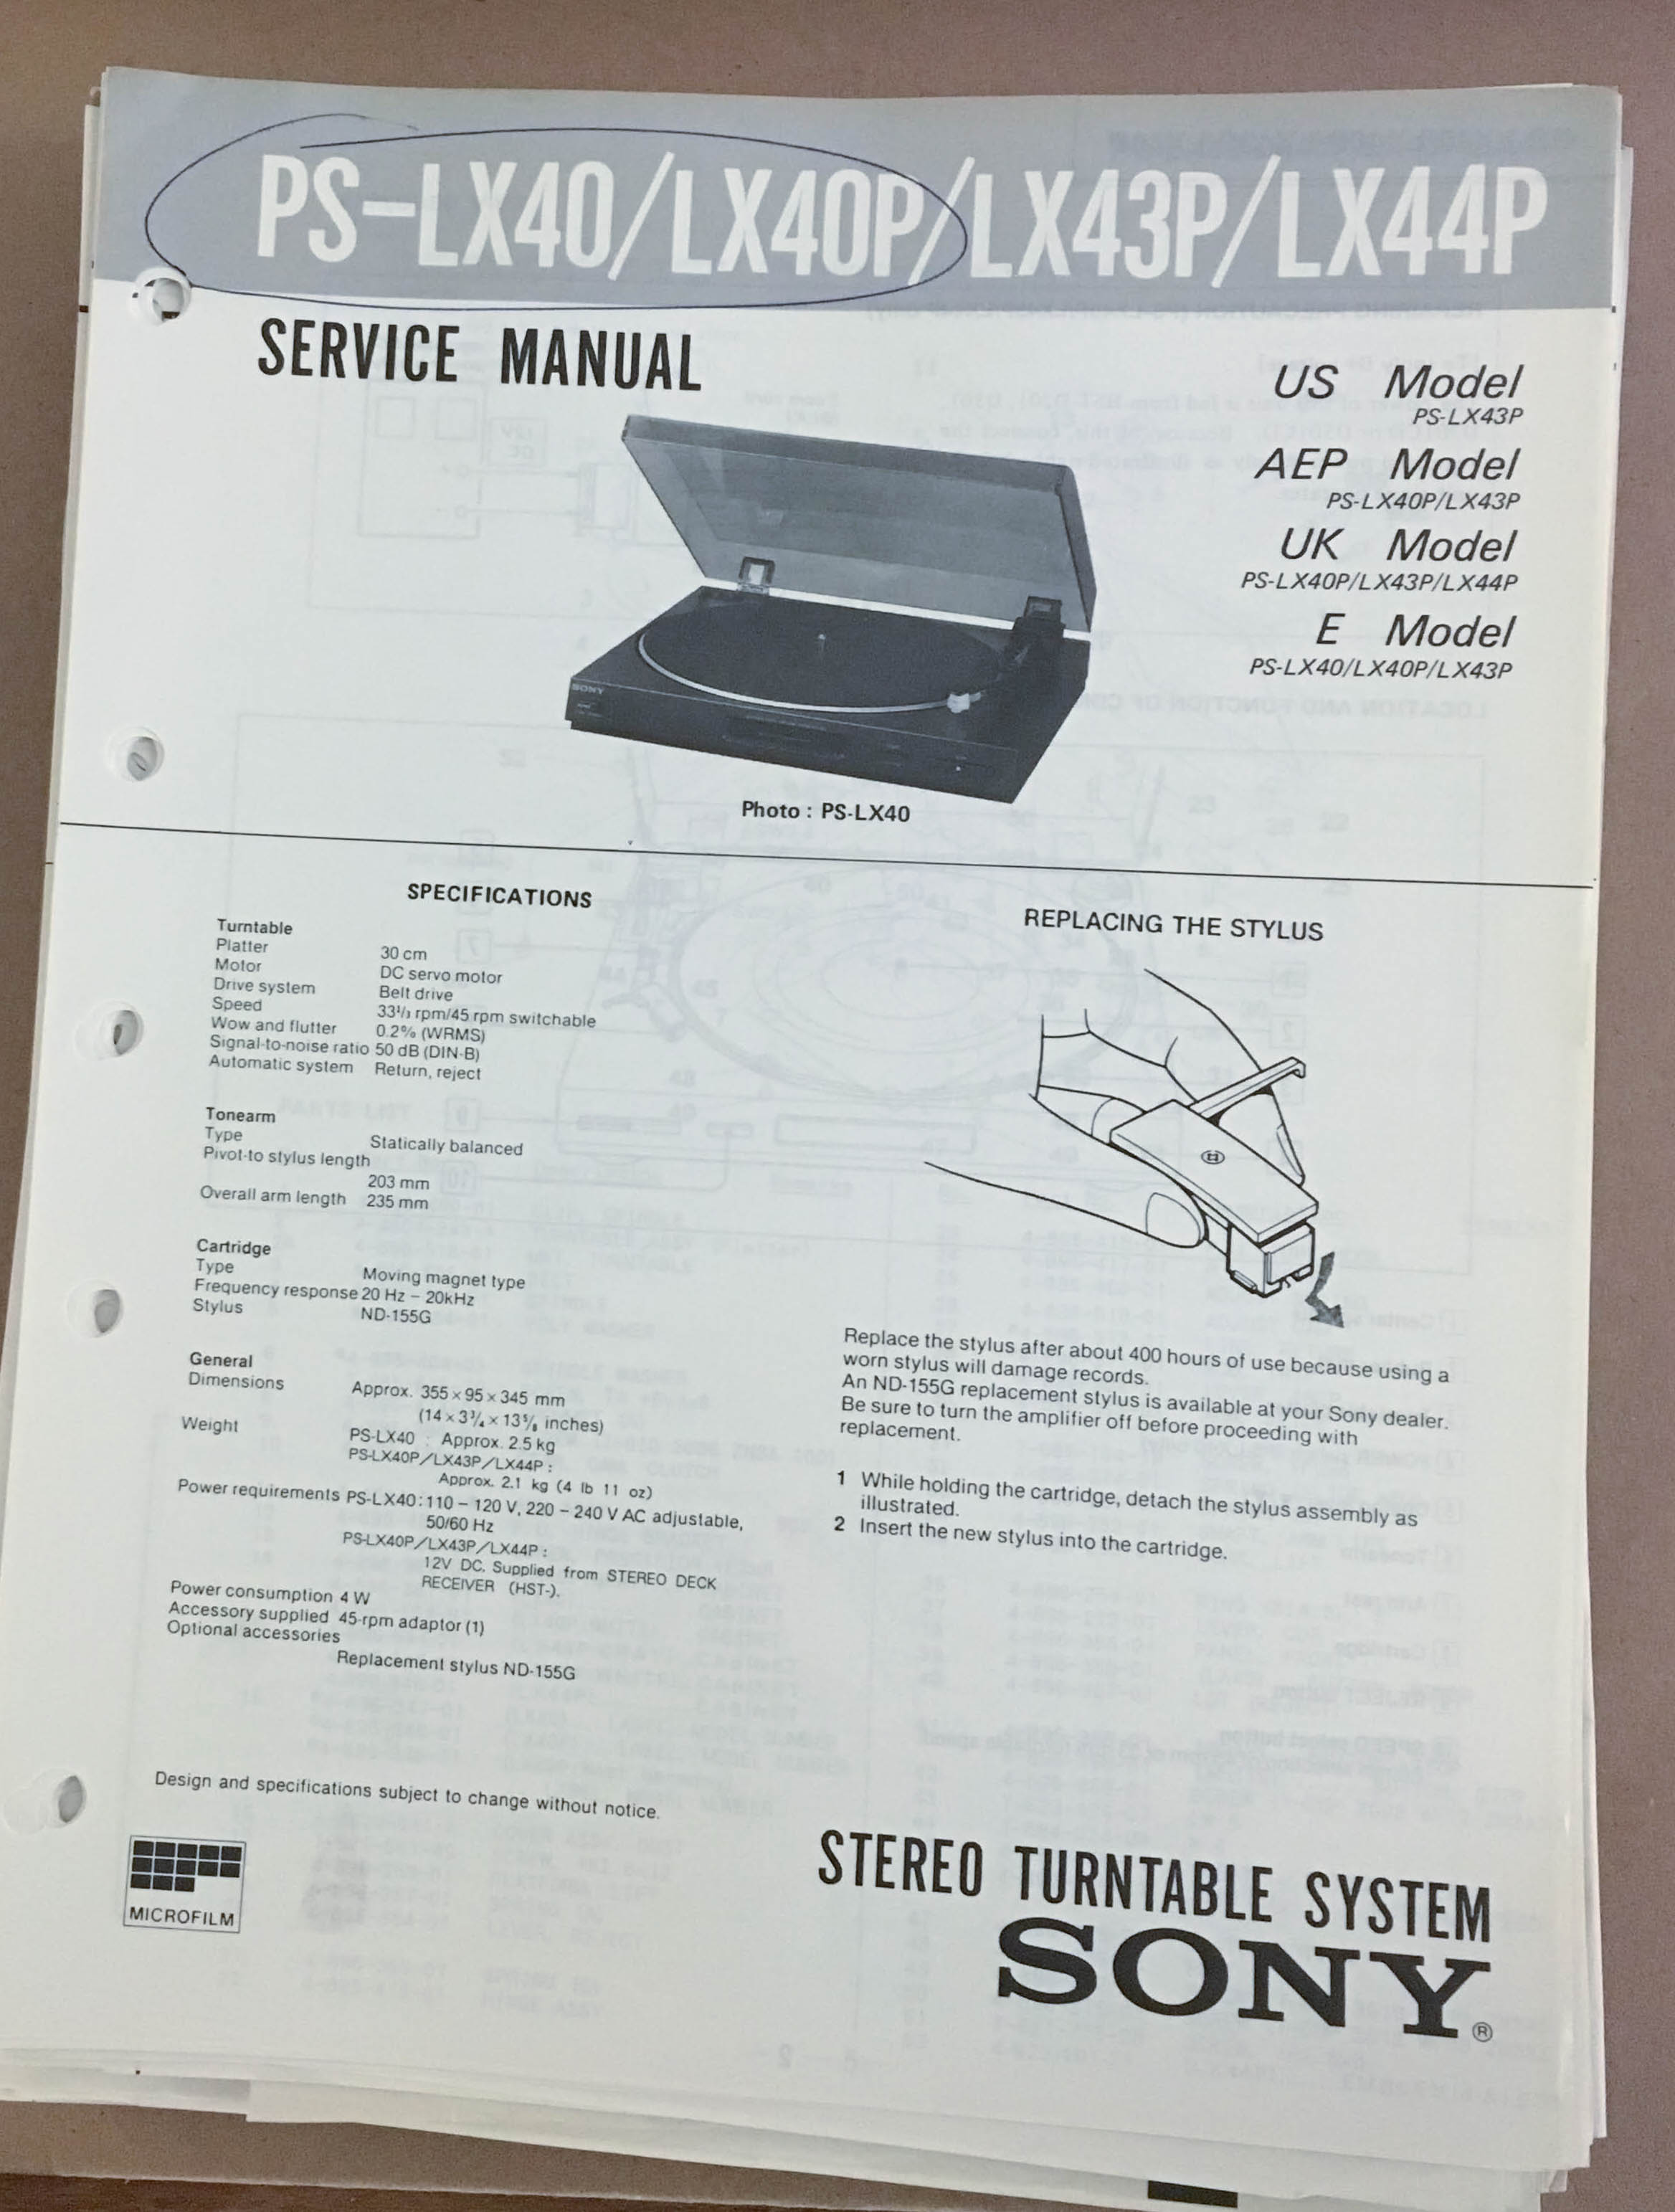 PS-LX40/LX40P/LX43P/LX44P
SERVICE MANUAL
US Model
PS-LX43P
AEP Model
PS-LX40P/LX43P
UK Model
PS-LX40P/LX43P/LX44P
E Model
PS-LX40/LX40P/LX43P
SONY
Photo : PS-LX40
SPECIFICATIONS
Turntable
Platter 30 cm
Motor DC servo motor
Drive system Belt drive
Speed 33⅓ rpm/45 rpm switchable
Wow and flutter 0.2% (WRMS)
Signal-to-noise ratio 50 dB (DIN-B)
Automatic system Return, reject
Tonearm
Type Statically balanced
Pivot-to stylus length
203 mm
Overall arm length 235 mm
Cartridge
Type Moving magnet type
Frequency response 20 Hz – 20kHz
Stylus ND-155G
General
Dimensions Approx. 355 × 95 × 345 mm
(14 × 3¾ × 13⅝ inches)
Weight PS-LX40 : Approx. 2.5 kg
PS-LX40P/LX43P/LX44P :
Approx. 2.1 kg (4 lb 11 oz)
Power requirements PS-LX40: 110 – 120 V, 220 – 240 V AC adjustable,
50/60 Hz
PS-LX40P/LX43P/LX44P :
12V DC. Supplied from STEREO DECK
RECEIVER (HST-).
Power consumption 4 W
Accessory supplied 45-rpm adaptor (1)
Optional accessories
Replacement stylus ND-155G
Design and specifications subject to change without notice.
MICROFILM
REPLACING THE STYLUS
Replace the stylus after about 400 hours of use because using a
worn stylus will damage records.
An ND-155G replacement stylus is available at your Sony dealer.
Be sure to turn the amplifier off before proceeding with
replacement.
1 While holding the cartridge, detach the stylus assembly as
illustrated.
2 Insert the new stylus into the cartridge.
STEREO TURNTABLE SYSTEM
SONY®